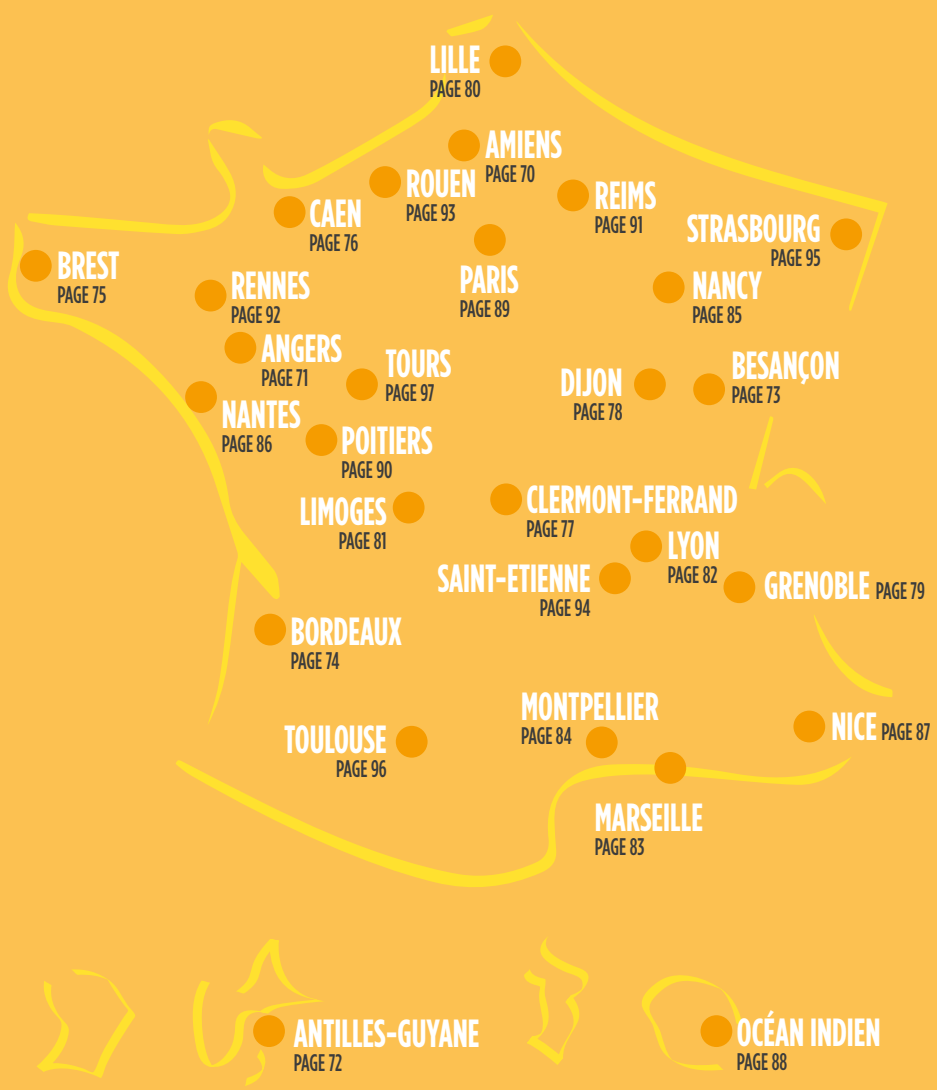 LILLE
PAGE 80
AMIENS
PAGE 70
ROUEN
PAGE 93
REIMS
PAGE 91
CAEN
PAGE 76
STRASBOURG
PAGE 95
BREST
PAGE 75
PARIS
PAGE 89
RENNES
PAGE 92
NANCY
PAGE 85
ANGERS
PAGE 71
TOURS
PAGE 97
DIJON
PAGE 78
BESANÇON
PAGE 73
NANTES
PAGE 86
POITIERS
PAGE 90
LIMOGES
PAGE 81
CLERMONT-FERRAND
PAGE 77
LYON
PAGE 82
SAINT-ETIENNE
PAGE 94
GRENOBLE PAGE 79
BORDEAUX
PAGE 74
MONTPELLIER
PAGE 84
NICE PAGE 87
TOULOUSE
PAGE 96
MARSEILLE
PAGE 83
ANTILLES-GUYANE
PAGE 72
OCÉAN INDIEN
PAGE 88